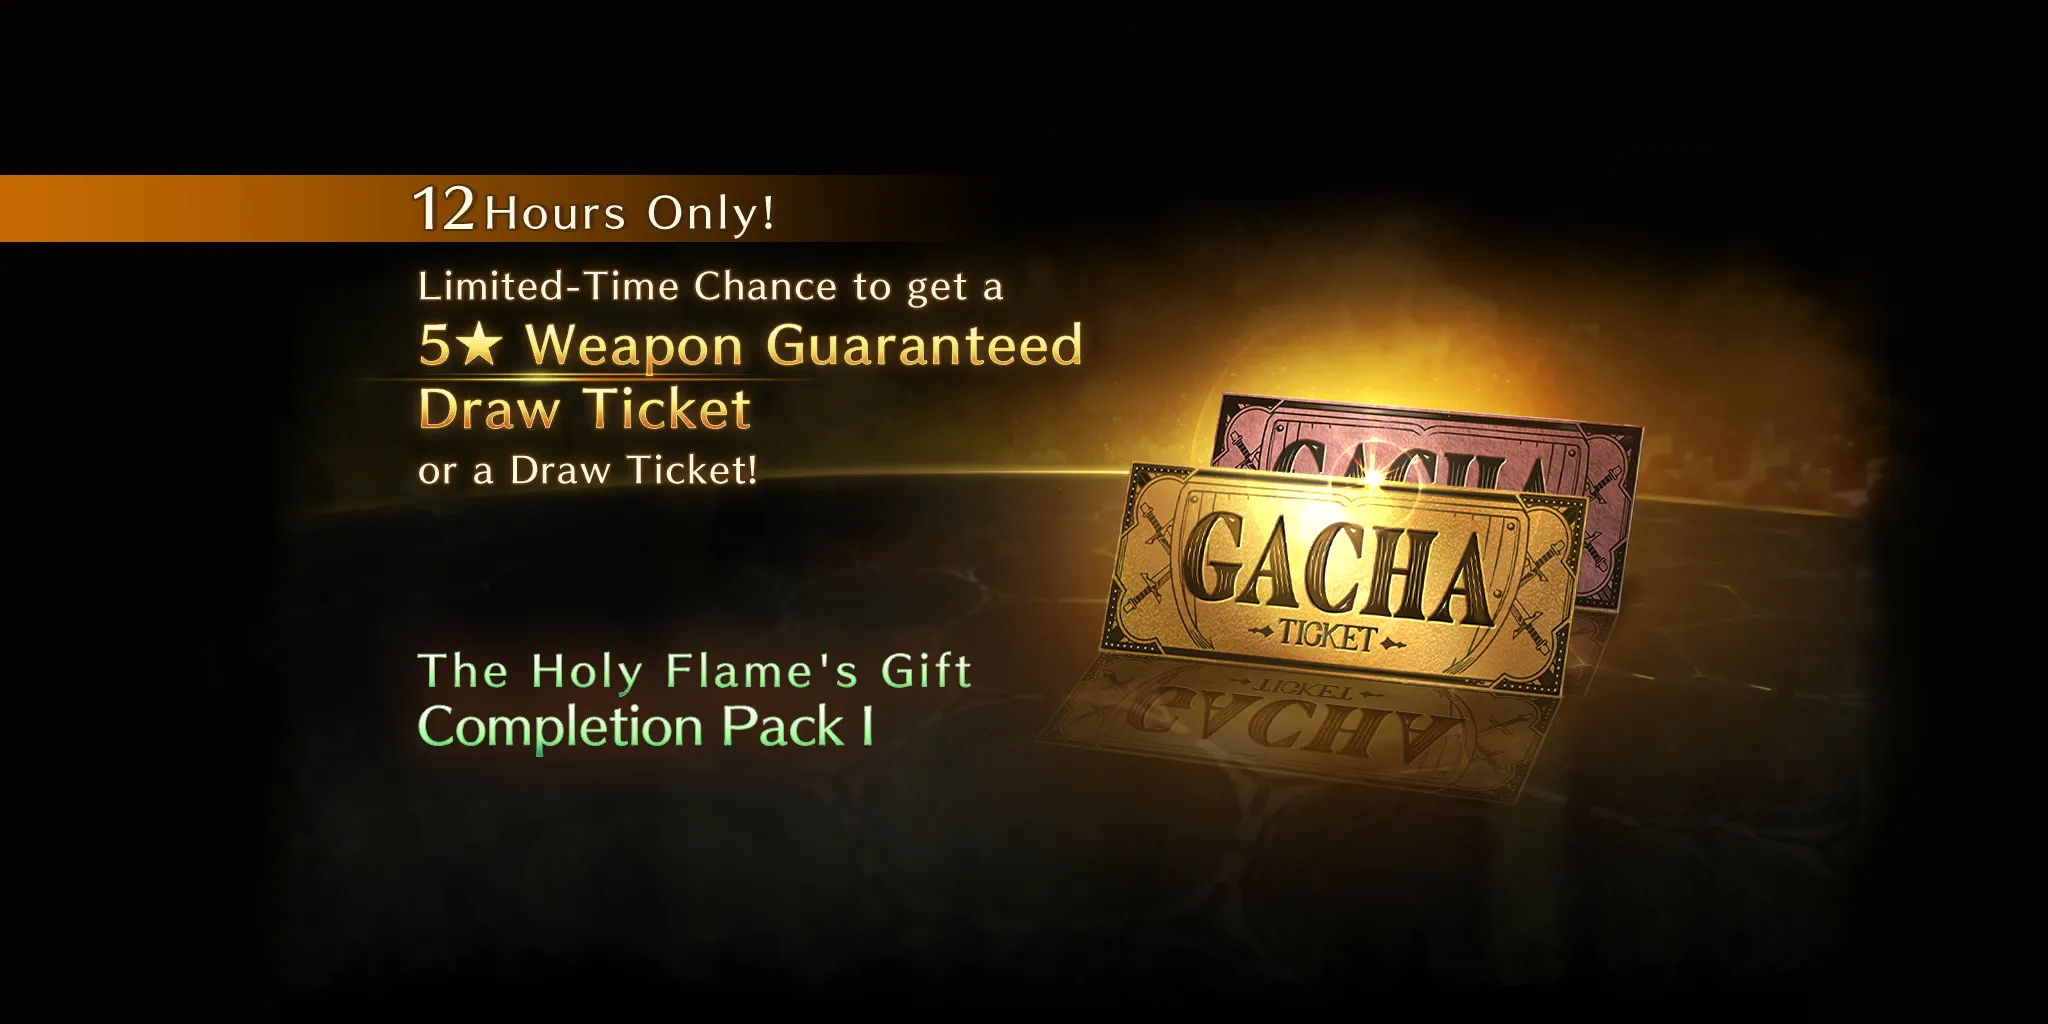 12 Hours Only!
Limited-Time Chance to get a
5★ Weapon Guaranteed
Draw Ticket
or a Draw Ticket!
GACHA
GACHA
TICKET
The Holy Flame's Gift
Completion Pack I